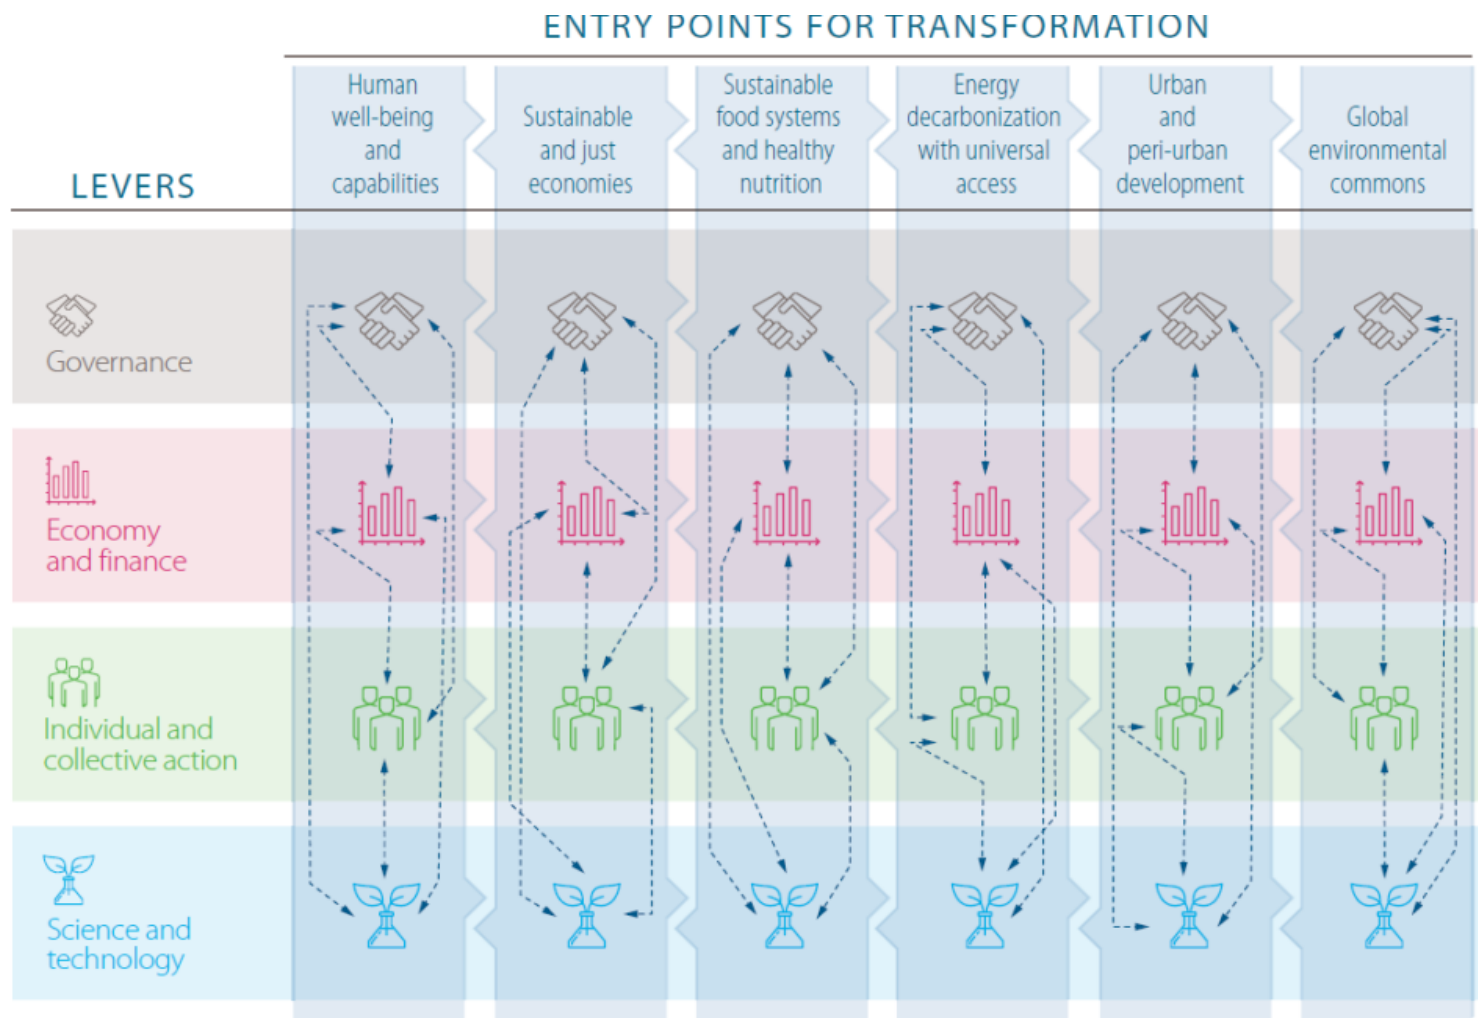 ENTRY POINTS FOR TRANSFORMATION
LEVERS
Human
well-being
and
capabilities
Sustainable
and just
economies
Sustainable
food systems
and healthy
nutrition
Energy
decarbonization
with universal
access
Urban
and
peri-urban
development
Global
environmental
commons
Governance
Economy
and finance
Individual and
collective action
Science and
technology